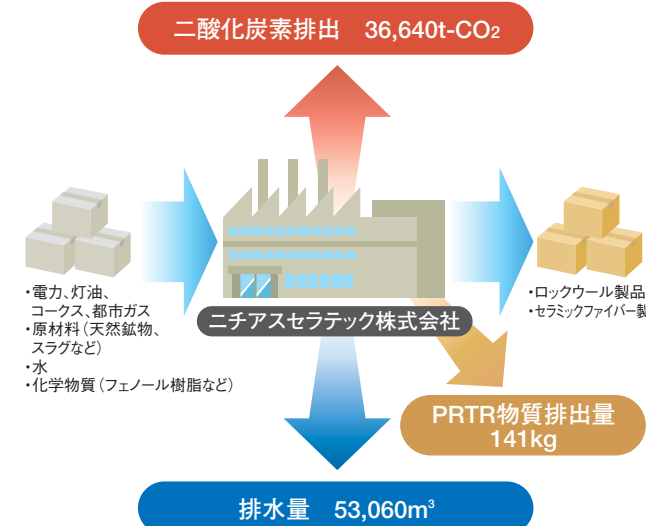 二酸化炭素排出 36,640t-CO₂
・電力、灯油、
コークス、都市ガス
・原材料（天然鉱物、
スラグなど）
・水
・化学物質（フェノール樹脂など）
ニチアスセラテック株式会社
・ロックウール製品
・セラミックファイバー製
PRTR物質排出量
141kg
排水量 53,060m³